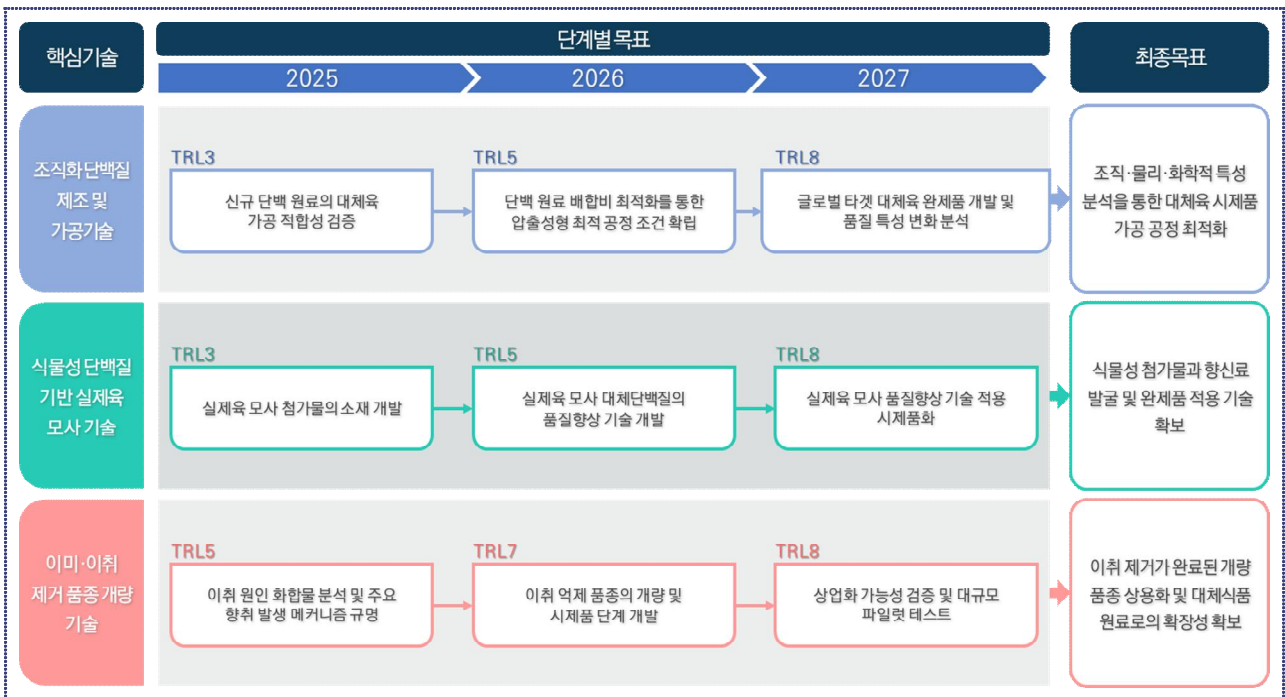 핵심기술
단계별 목표
최종목표
2025
2026
2027
조직화 단백질
제조 및
가공기술
TRL3
신규 단백 원료의 대체육
가공 적합성 검증
TRL5
단백 원료 배합비 최적화를 통한
압출성형 최적 공정 조건 확립
TRL8
글로벌 타겟 대체육 완제품 개발 및
품질 특성 변화 분석
조직·물리·화학적 특성
분석을 통한 대체육 시제품
가공 공정 최적화
식물성 단백질
기반 실제육
모사 기술
TRL3
실제육 모사 첨가물의 소재 개발
TRL5
실제육 모사 대체단백질의
품질향상 기술 개발
TRL8
실제육 모사 품질향상 기술 적용
시제품화
식물성 첨가물과 향신료
발굴 및 완제품 적용 기술
확보
이미·이취
제거 품종 개량
기술
TRL5
이취 원인 화합물 분석 및 주요
향취 발생 메커니즘 규명
TRL7
이취 억제 품종의 개량 및
시제품 단계 개발
TRL8
상업화 가능성 검증 및 대규모
파일럿 테스트
이취 제거가 완료된 개량
품종 상용화 및 대체식품
원료로의 확장성 확보